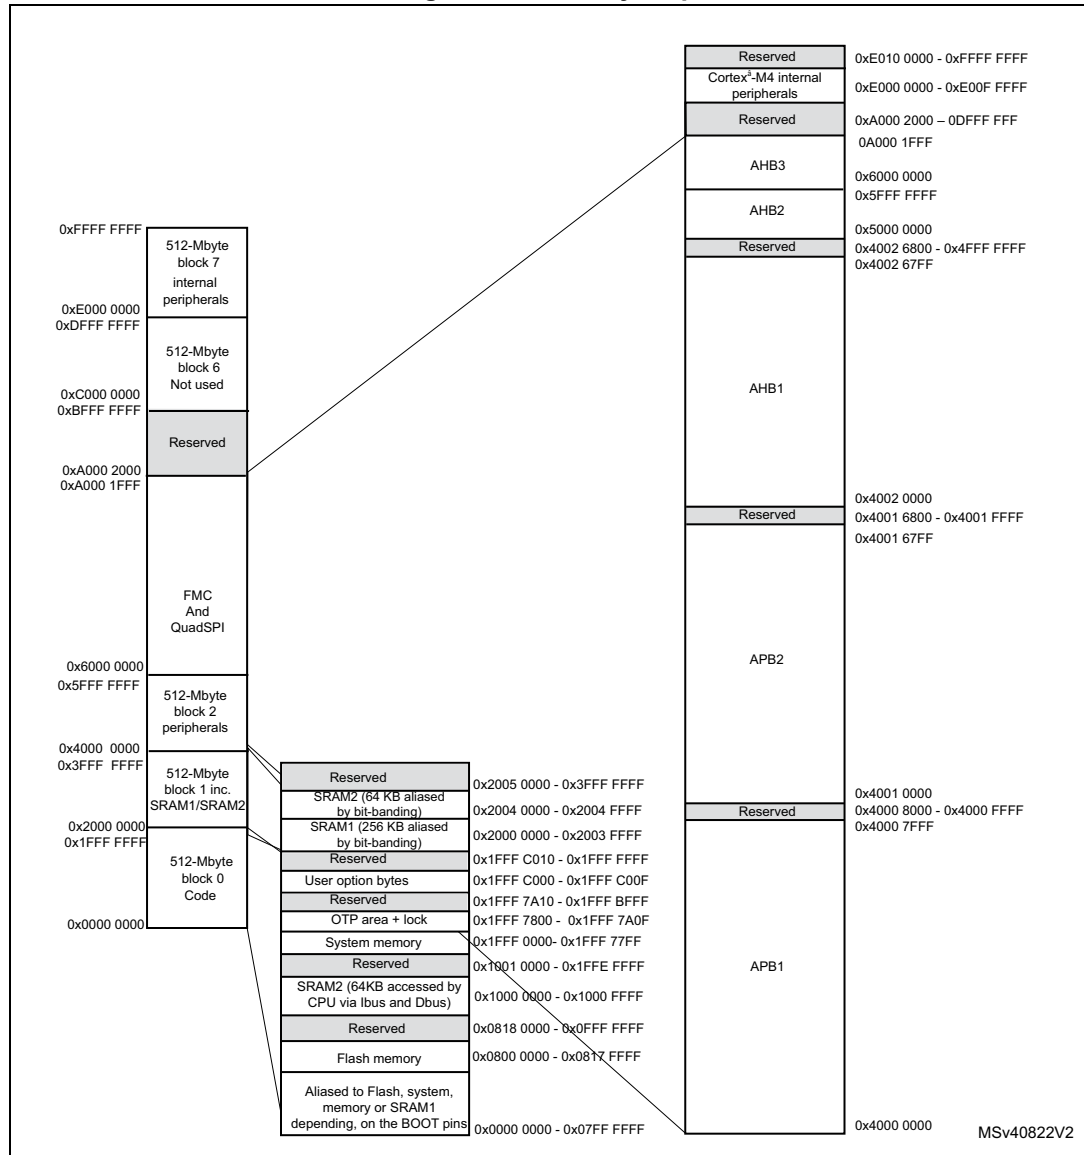 0xFFFF FFFF
512-Mbyte
block 7
internal
peripherals
0xE000 0000
0xDFFF FFFF
512-Mbyte
block 6
Not used
0xC000 0000
0xBFFF FFFF
Reserved
0xA000 2000
0xA000 1FFF
FMC
And
QuadSPI
0x6000 0000
0x5FFF FFFF
512-Mbyte
block 2
peripherals
0x4000 0000
0x3FFF FFFF
512-Mbyte
block 1 inc.
SRAM1/SRAM2
0x2000 0000
0x1FFF FFFF
512-Mbyte
block 0
Code
0x0000 0000
Reserved
0x2005 0000 - 0x3FFF FFFF
SRAM2 (64 KB aliased
by bit-banding)
0x2004 0000 - 0x2004 FFFF
SRAM1 (256 KB aliased
by bit-banding)
0x2000 0000 - 0x2003 FFFF
Reserved
0x1FFF C010 - 0x1FFF FFFF
User option bytes
0x1FFF C000 - 0x1FFF C00F
Reserved
0x1FFF 7A10 - 0x1FFF BFFF
OTP area + lock
0x1FFF 7800 - 0x1FFF 7A0F
System memory
0x1FFF 0000- 0x1FFF 77FF
Reserved
0x1001 0000 - 0x1FFE FFFF
SRAM2 (64KB accessed by
CPU via Ibus and Dbus)
0x1000 0000 - 0x1000 FFFF
Reserved
0x0818 0000 - 0x0FFF FFFF
Flash memory
0x0800 0000 - 0x0817 FFFF
Aliased to Flash, system,
memory or SRAM1
depending, on the BOOT pins
0x0000 0000 - 0x07FF FFFF
Reserved
0xE010 0000 - 0xFFFF FFFF
Cortexâ-M4 internal
peripherals
0xE000 0000 - 0xE00F FFFF
Reserved
0xA000 2000 – 0DFFF FFF
0A000 1FFF
AHB3
0x6000 0000
0x5FFF FFFF
AHB2
0x5000 0000
Reserved
0x4002 6800 - 0x4FFF FFFF
0x4002 67FF
AHB1
0x4002 0000
Reserved
0x4001 6800 - 0x4001 FFFF
0x4001 67FF
APB2
0x4001 0000
Reserved
0x4000 8000 - 0x4000 FFFF
0x4000 7FFF
APB1
0x4000 0000
MSv40822V2